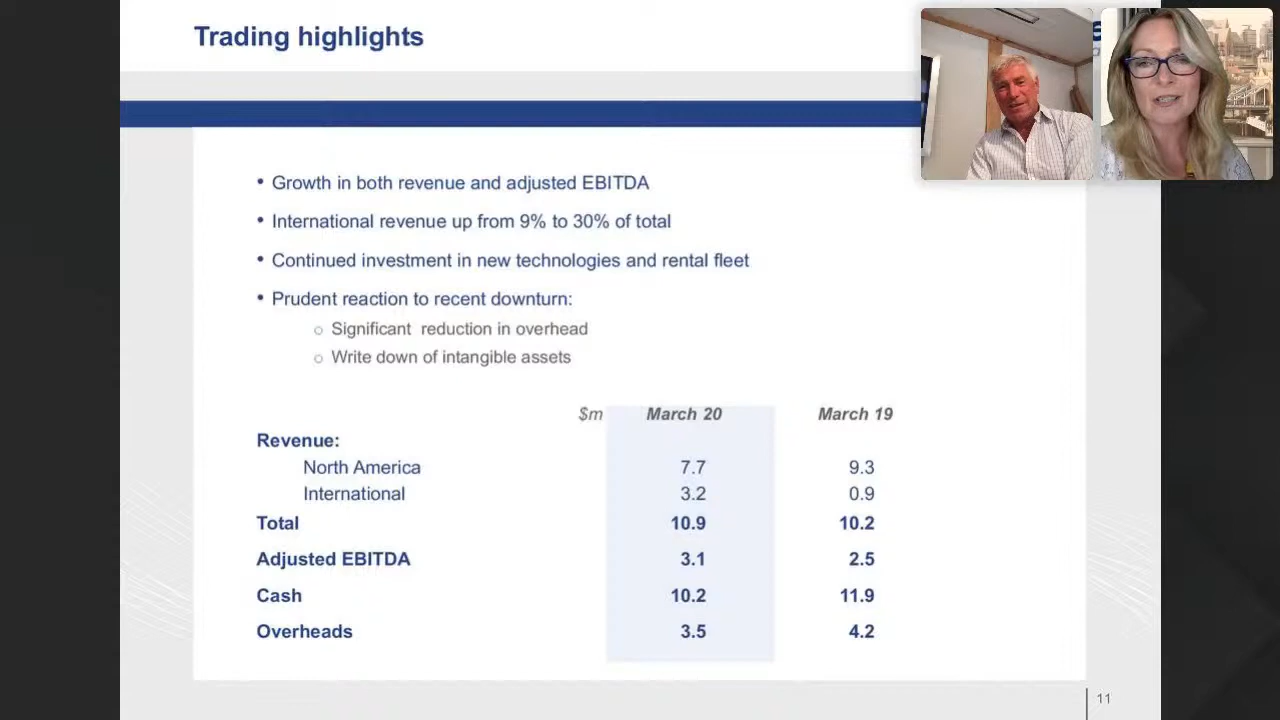 Trading highlights
• Growth in both revenue and adjusted EBITDA
• International revenue up from 9% to 30% of total
• Continued investment in new technologies and rental fleet
• Prudent reaction to recent downturn:
○ Significant reduction in overhead
○ Write down of intangible assets
$m March 20 March 19
Revenue:
North America 7.7 9.3
International 3.2 0.9
Total 10.9 10.2
Adjusted EBITDA 3.1 2.5
Cash 10.2 11.9
Overheads 3.5 4.2
11